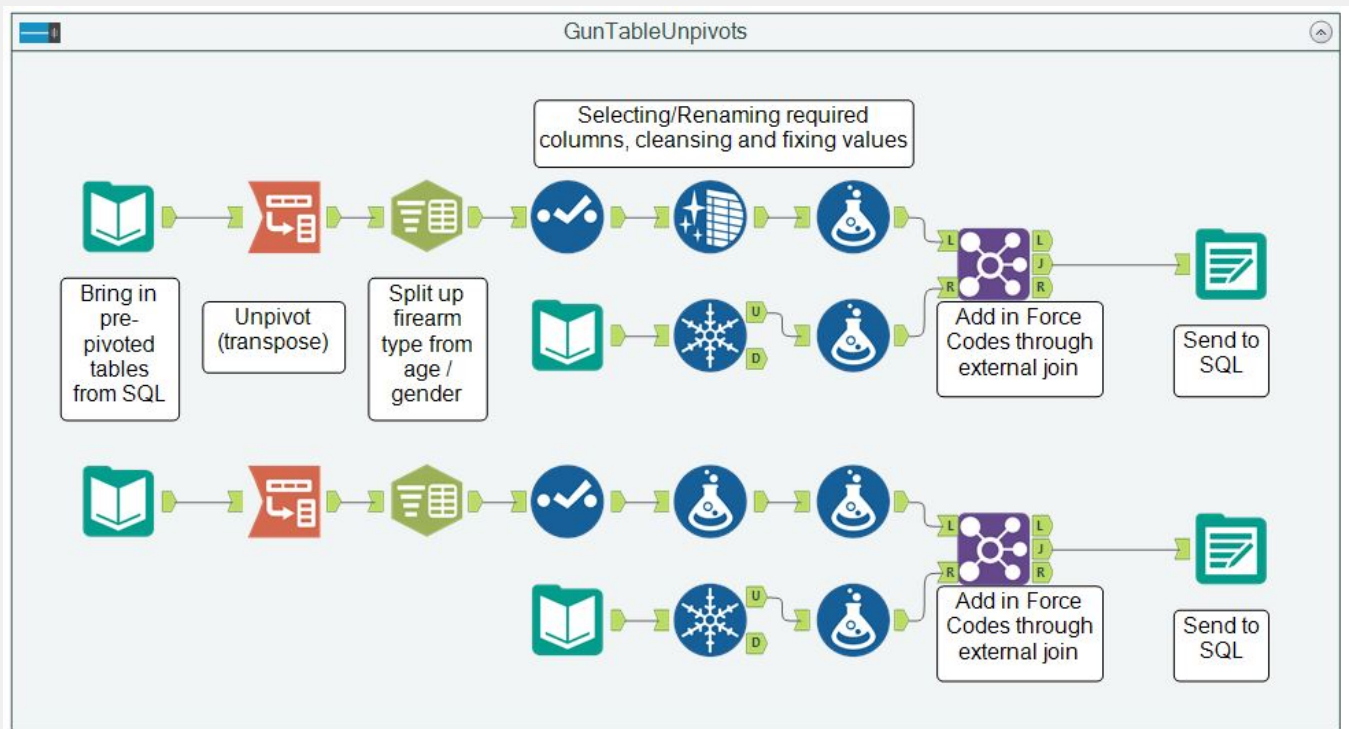 GunTableUnpivots
Selecting/Renaming required
columns, cleansing and fixing values
L
L
J
R
R
Bring in
pre-
pivoted
tables
from SQL
Unpivot
(transpose)
Split up
firearm
type from
age /
gender
U
D
Add in Force
Codes through
external join
Send to
SQL
L
L
J
R
R
U
D
Add in Force
Codes through
external join
Send to
SQL